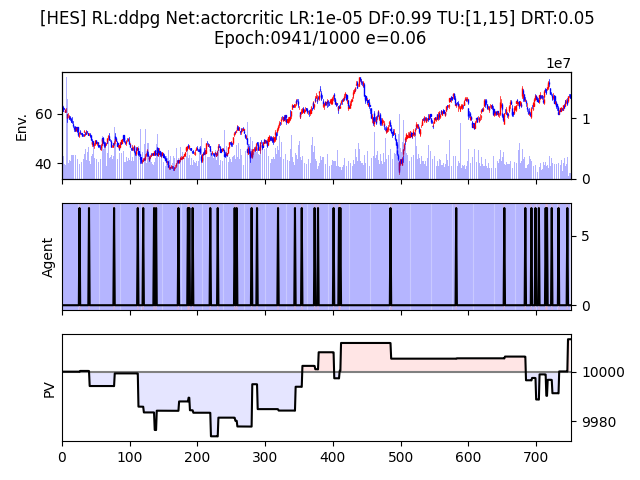 [HES] RL:ddpg Net:actorcritic LR:1e-05 DF:0.99 TU:[1,15] DRT:0.05
Epoch:0941/1000 e=0.06
1e7
Env.
60
40
1
0
Agent
5
0
PV
10000
9980
0 100 200 300 400 500 600 700